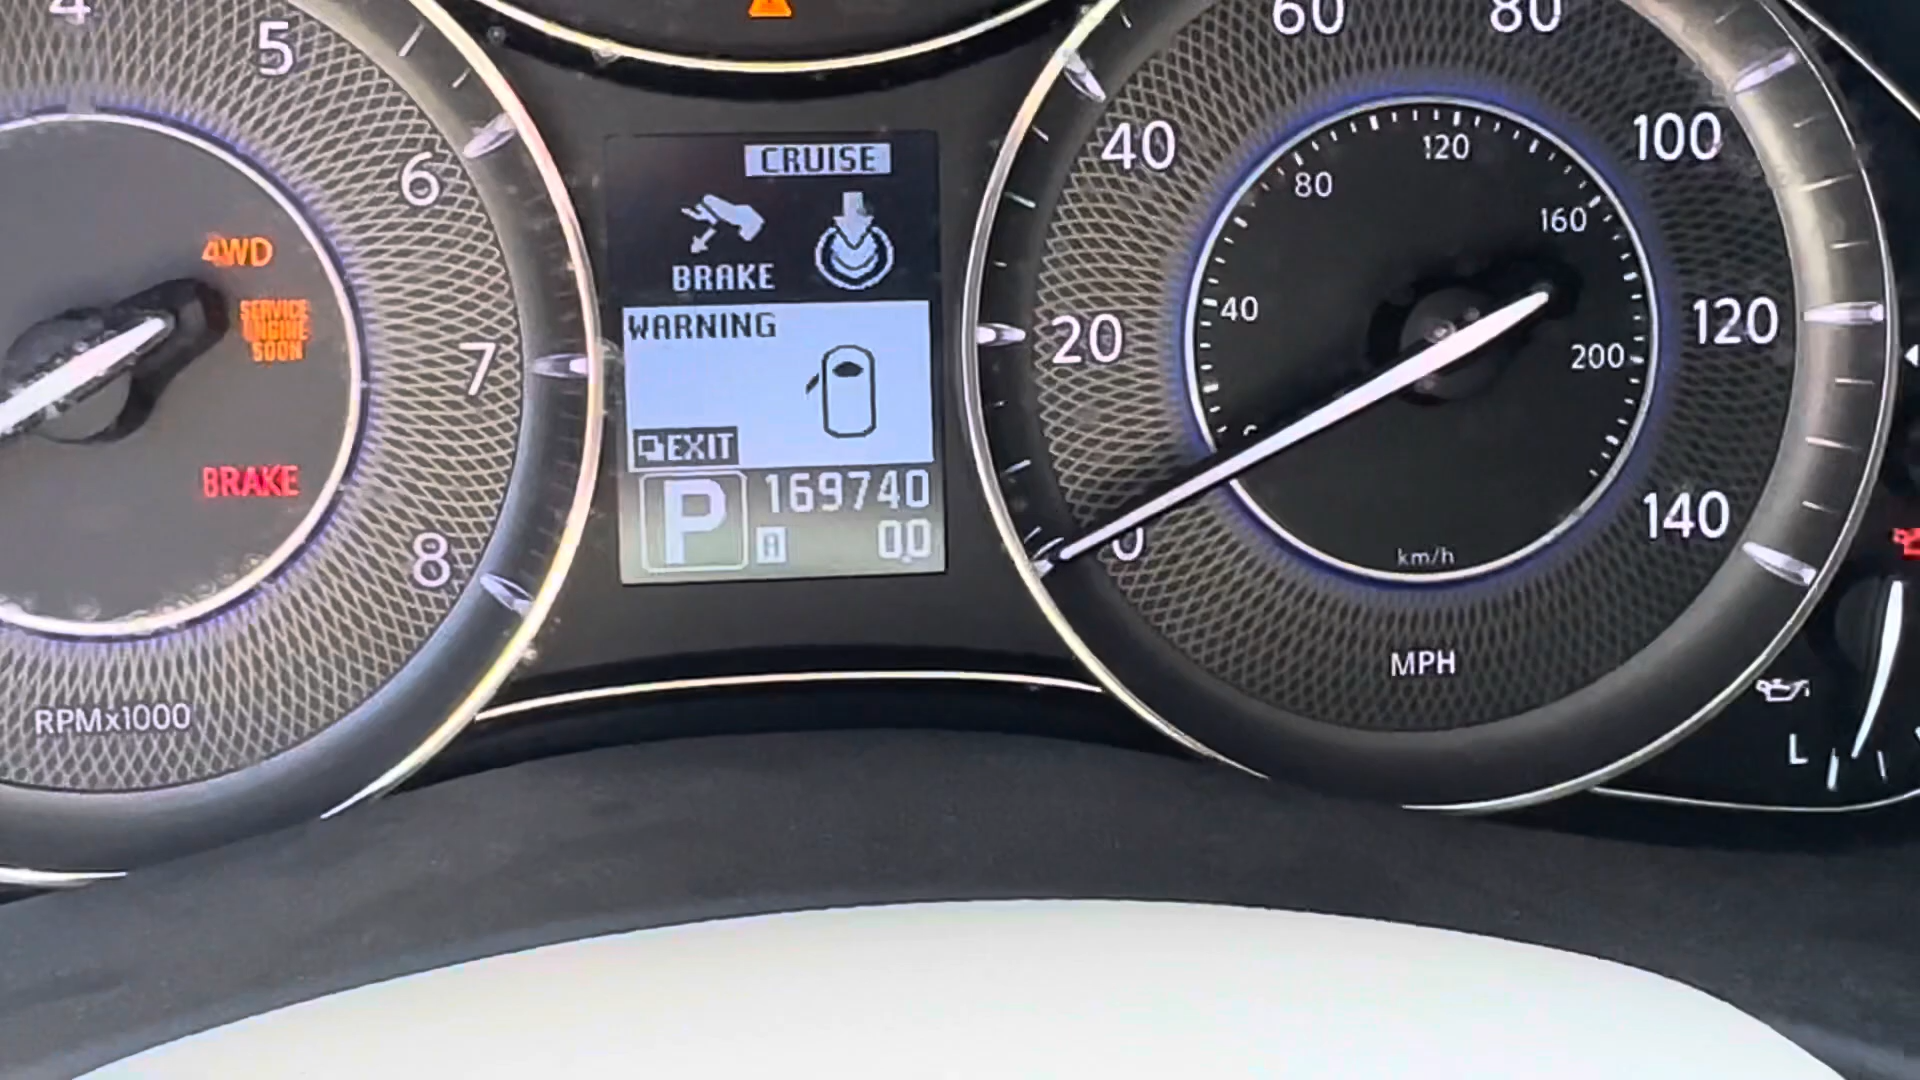 4
5
6
7
8
4WD
SERVICE
ENGINE
SOON
BRAKE
RPMx1000
CRUISE
BRAKE
WARNING
EXIT
P 169740
A 0.0
0
20
40
60
80
100
120
140
40
80
120
160
200
km/h
MPH
L